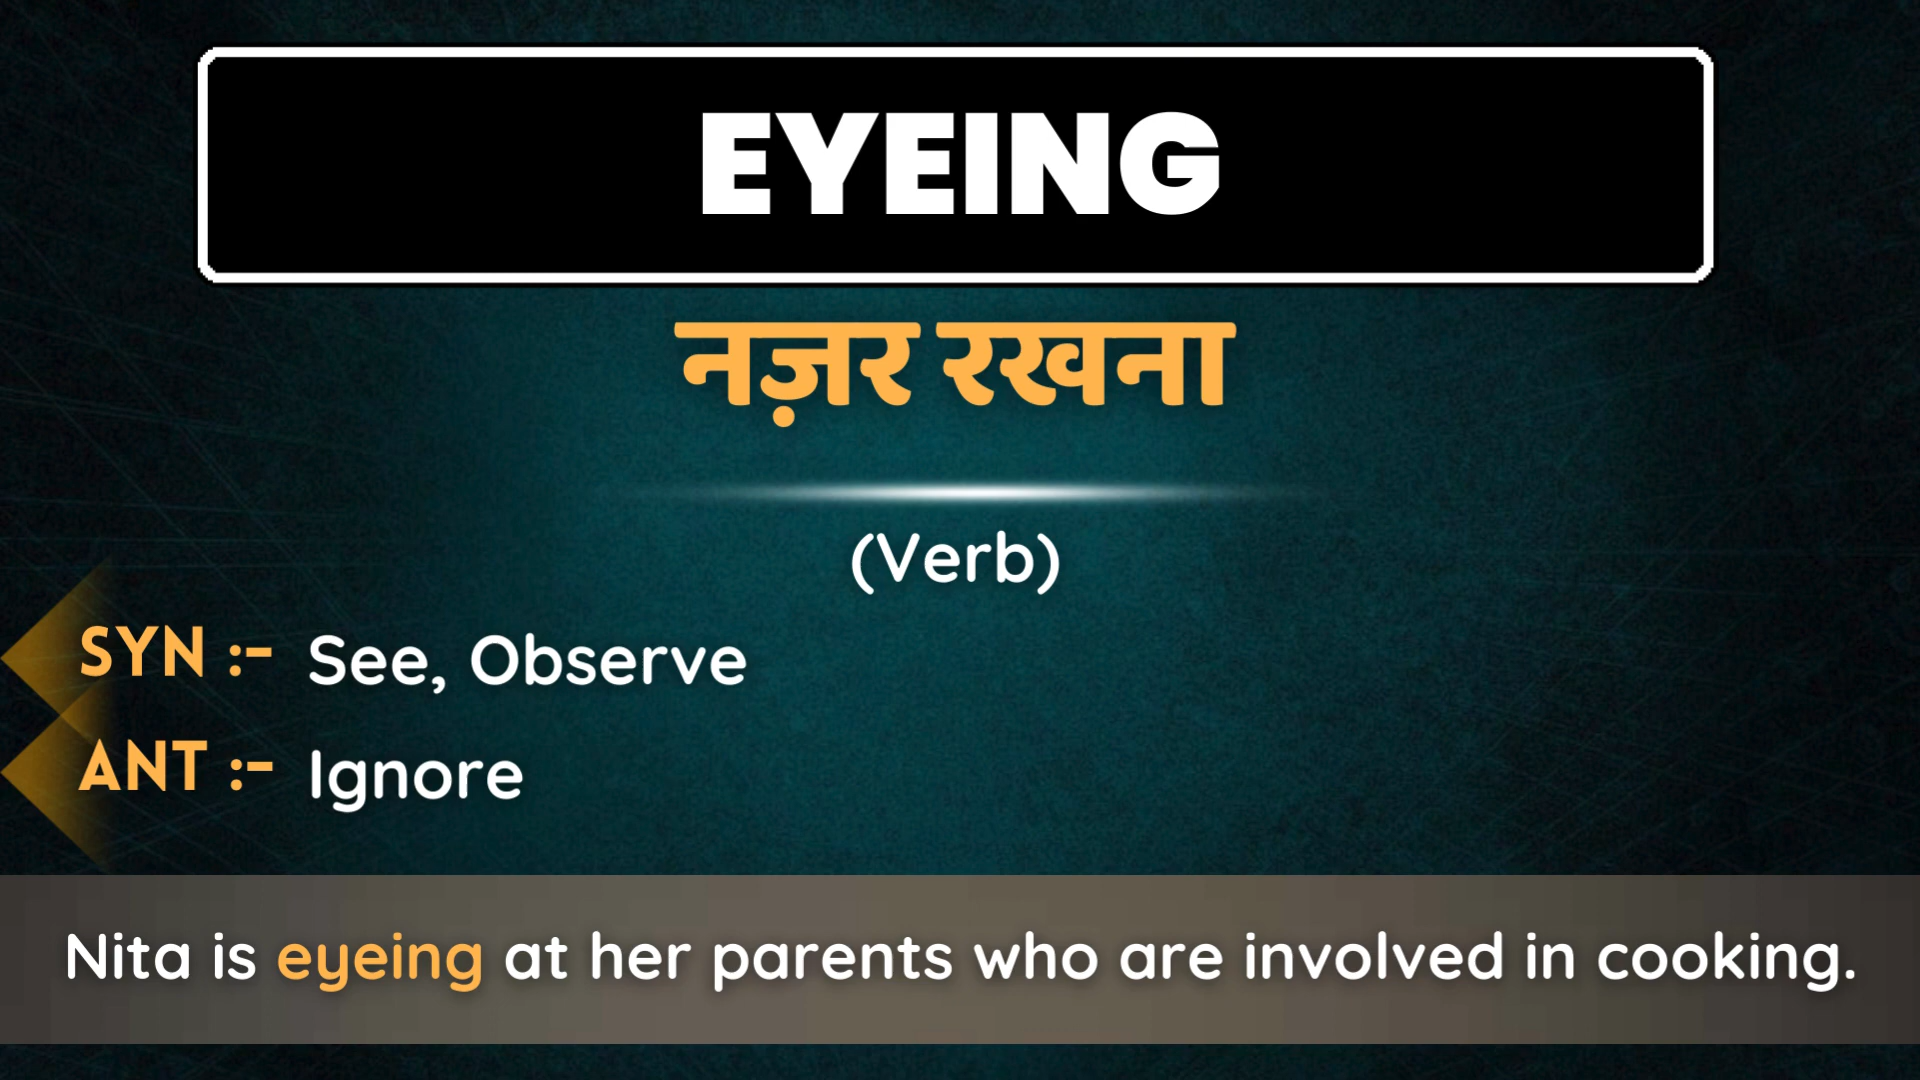 EYEING
नज़र रखना
(Verb)
SYN :- See, Observe
ANT :- Ignore
Nita is eyeing at her parents who are involved in cooking.